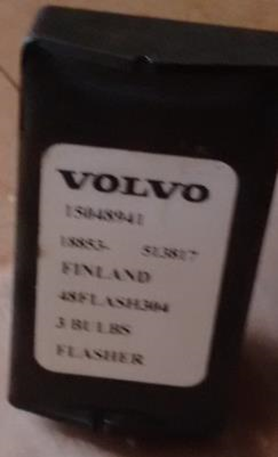 VOLVO
15048941
18853- 513817
FINLAND
48FLASH304
3 BULBS
FLASHER